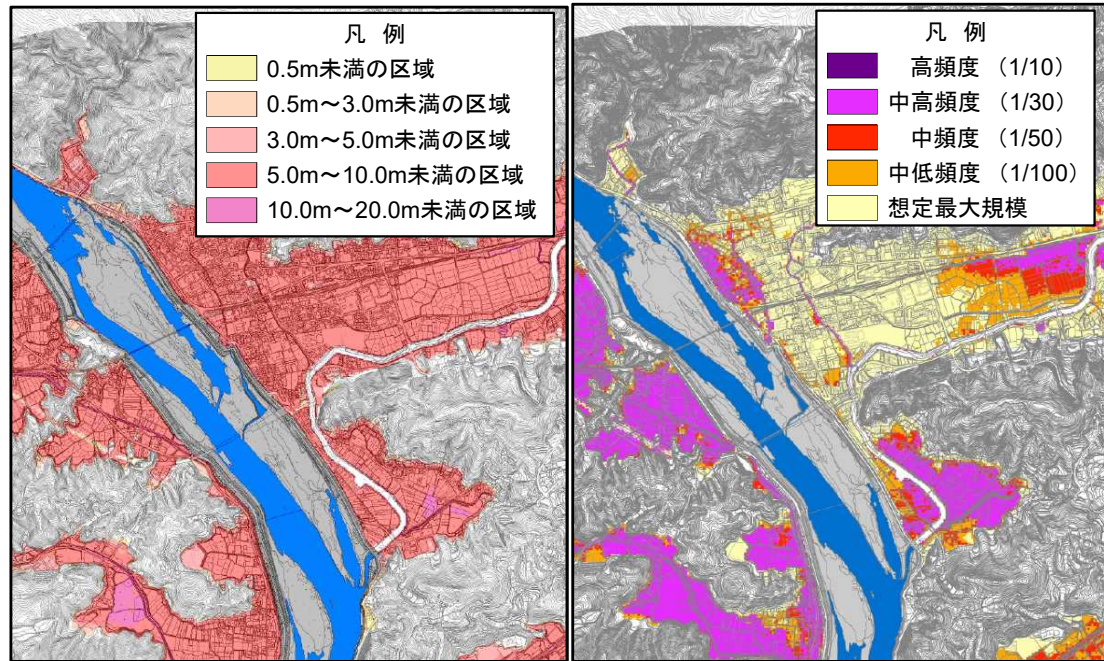 凡 例
0.5m未満の区域
0.5m～3.0m未満の区域
3.0m～5.0m未満の区域
5.0m～10.0m未満の区域
10.0m～20.0m未満の区域
凡 例
高頻度 （1/10）
中高頻度 （1/30）
中頻度 （1/50）
中低頻度 （1/100）
想定最大規模